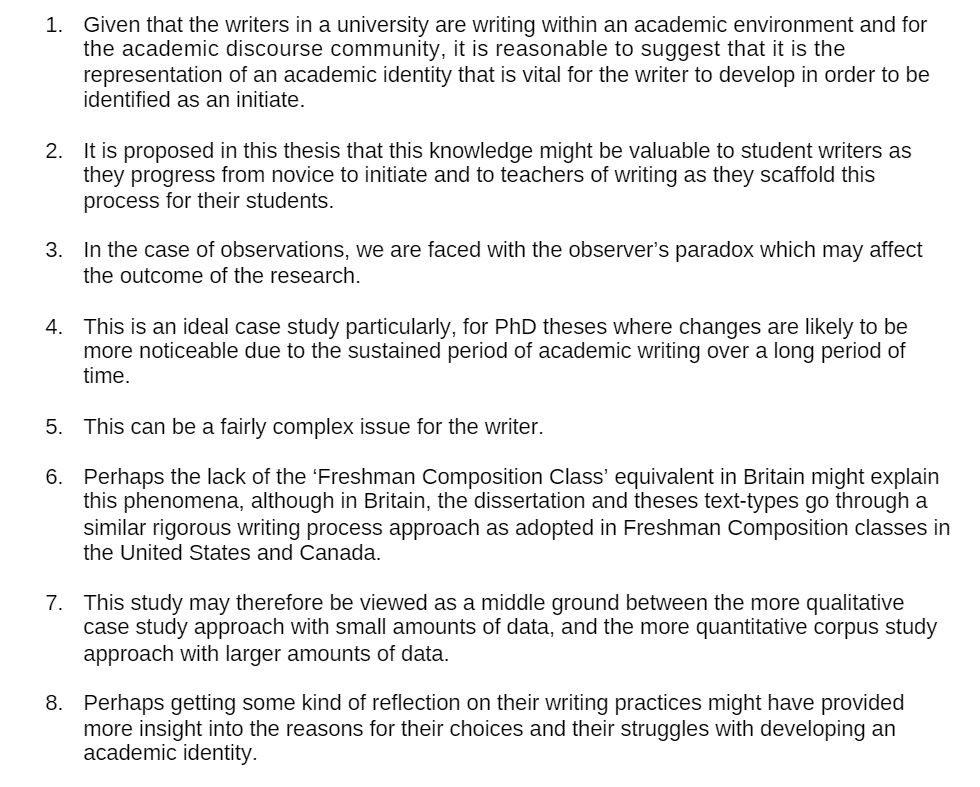 1. Given that the writers in a university are writing within an academic environment and for
the academic discourse community, it is reasonable to suggest that it is the
representation of an academic identity that is vital for the writer to develop in order to be
identified as an initiate.
2. It is proposed in this thesis that this knowledge might be valuable to student writers as
they progress from novice to initiate and to teachers of writing as they scaffold this
process for their students.
3. In the case of observations, we are faced with the observer’s paradox which may affect
the outcome of the research.
4. This is an ideal case study particularly, for PhD theses where changes are likely to be
more noticeable due to the sustained period of academic writing over a long period of
time.
5. This can be a fairly complex issue for the writer.
6. Perhaps the lack of the ‘Freshman Composition Class’ equivalent in Britain might explain
this phenomena, although in Britain, the dissertation and theses text-types go through a
similar rigorous writing process approach as adopted in Freshman Composition classes in
the United States and Canada.
7. This study may therefore be viewed as a middle ground between the more qualitative
case study approach with small amounts of data, and the more quantitative corpus study
approach with larger amounts of data.
8. Perhaps getting some kind of reflection on their writing practices might have provided
more insight into the reasons for their choices and their struggles with developing an
academic identity.